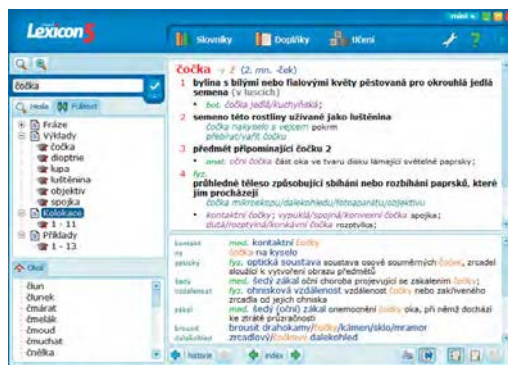 Lexicon 5
mini
Slovníky
Doplňky
Učení
čočka
Hesla
Fulltext
Fráze
Výklady
čočka
dioptrie
lupa
luštěnina
objektiv
spojka
Kolokace
1 - 11
Příklady
1 - 13
Okolí
člun
člunek
čmárat
čmelák
čmoud
čmuchat
čnělka
čočka ž (2. mn. -ček)
1 bylina s bílými nebo fialovými květy pěstovaná pro okrouhlá jedlá
semena (v luscích)
• bot. čočka jedlá/kuchyňská;
2 semeno této rostliny užívané jako luštěnina
čočka nakyselo s vejcem pokrm
přebírat/vařit čočku
3 předmět připomínající čočku 2
• anat. oční čočka část oka ve tvaru disku lámající světelné paprsky;
4 fyz.
průhledné těleso způsobující sbíhání nebo rozbíhání paprsků, které
jím procházejí
čočka mikroskopu/dalekohledu/fotoaparátu/objektivu
• kontaktní čočky; vypuklá/spojná/konvexní čočka spojka;
dutá/rozptylná/konkávní čočka rozptylka;
kontakt med. kontaktní čočky
na čočka na kyselo
optický fyz. optická soustava soustava osově souměrných čoček, zrcadel
sloužící k vytvoření obrazu předmětů
šedý med. šedý zákal oční choroba projevující se zakalením čočky;
vzdálenost fyz. ohnisková vzdálenost vzdálenost čočky nebo zakřiveného
zrcadla od jejich ohniska
zákal med. šedý (oční) zákal onemocnění čočky oka, při němž dochází
ke ztrátě průzračnosti
brousit brousit drahokamy/čočky/kámen/sklo/mramor
dalekohled zrcadlový/čočkový dalekohled
historie
index